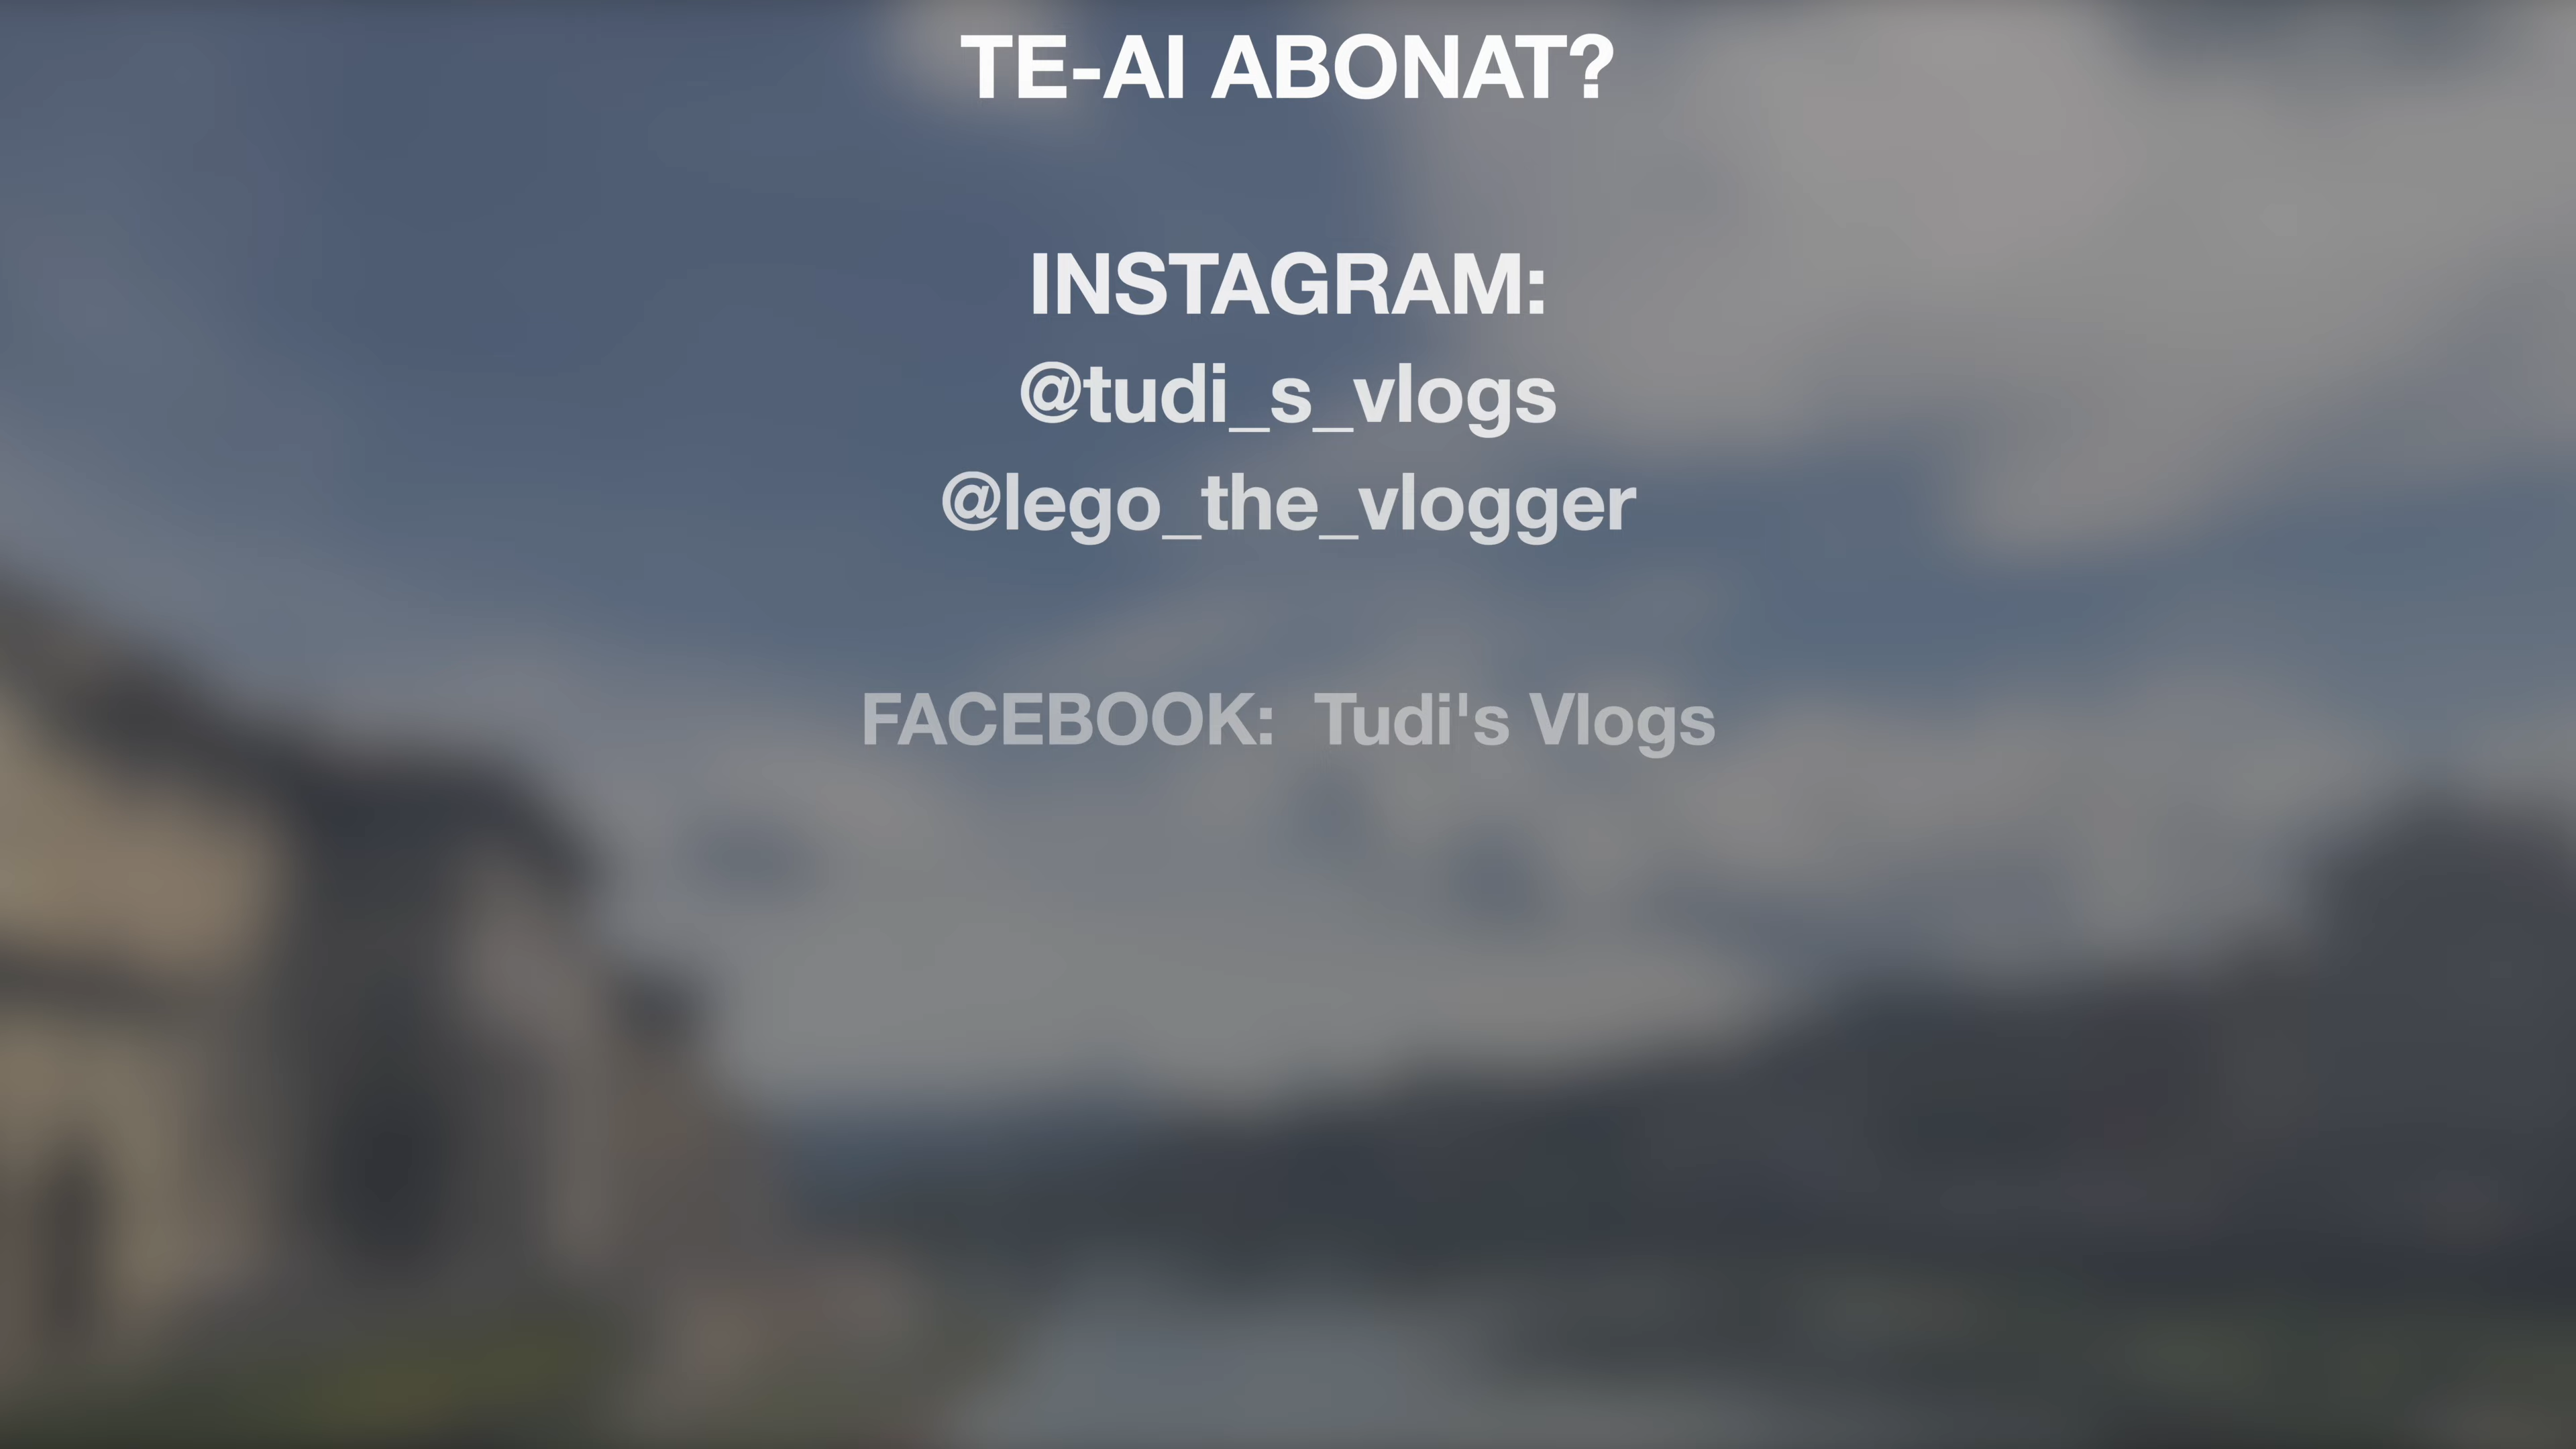 TE-AI ABONAT?
INSTAGRAM:
@tudi_s_vlogs
@lego_the_vlogger
FACEBOOK: Tudi's Vlogs